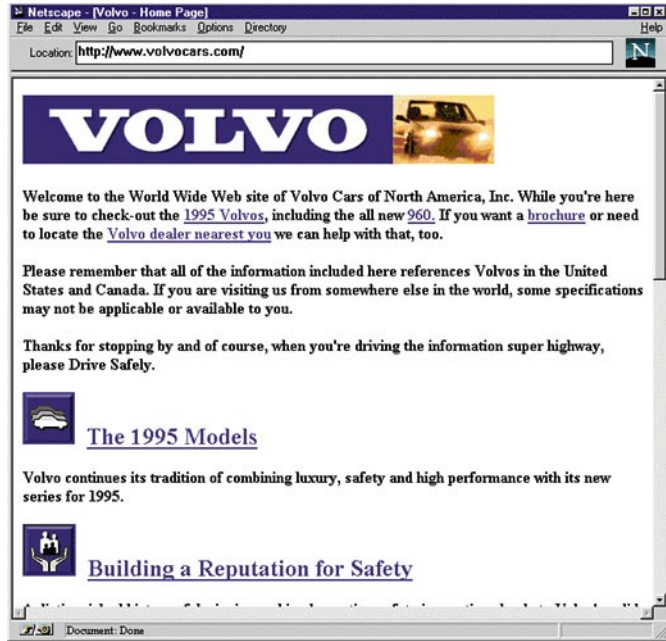 Netscape - [Volvo - Home Page]
File Edit View Go Bookmarks Options Directory Help
Location: http://www.volvocars.com/
N
VOLVO
Welcome to the World Wide Web site of Volvo Cars of North America, Inc. While you're here
be sure to check-out the 1995 Volvos, including the all new 960. If you want a brochure or need
to locate the Volvo dealer nearest you we can help with that, too.
Please remember that all of the information included here references Volvos in the United
States and Canada. If you are visiting us from somewhere else in the world, some specifications
may not be applicable or available to you.
Thanks for stopping by and of course, when you're driving the information super highway,
please Drive Safely.
The 1995 Models
Volvo continues its tradition of combining luxury, safety and high performance with its new
series for 1995.
Building a Reputation for Safety
Document: Done